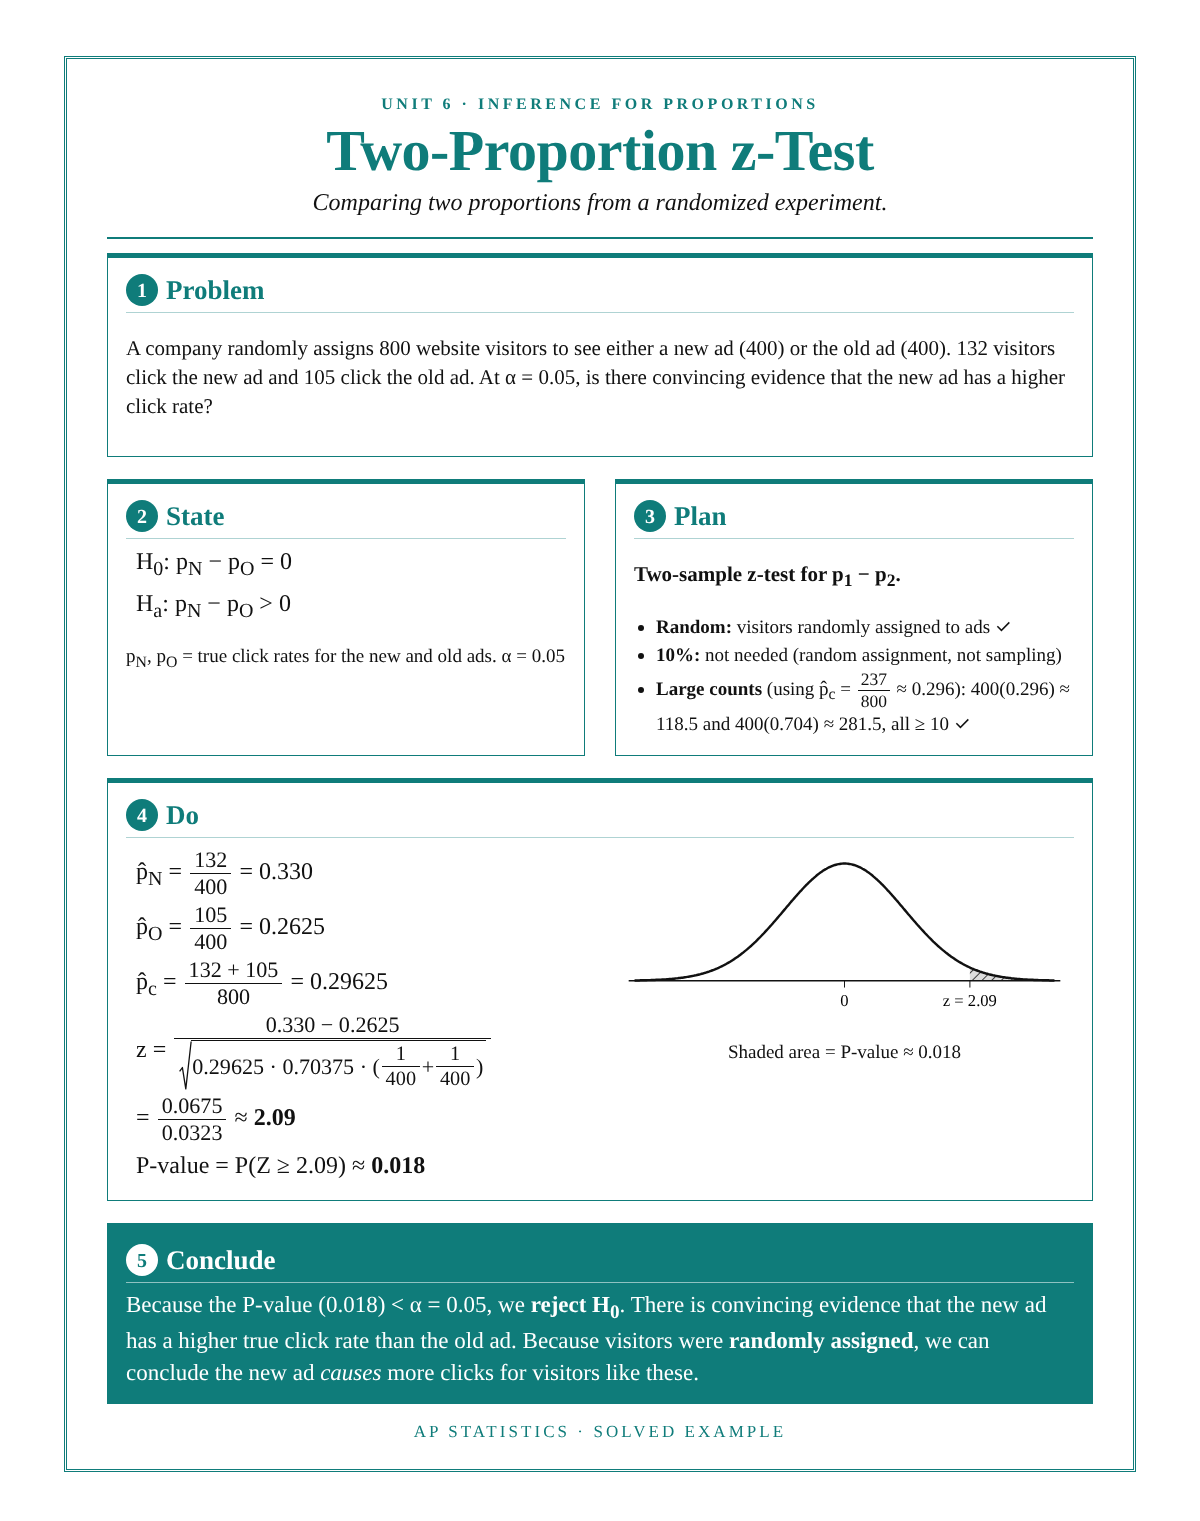 UNIT 6 · INFERENCE FOR PROPORTIONS
Two-Proportion z-Test
Comparing two proportions from a randomized experiment.
1 Problem
A company randomly assigns 800 website visitors to see either a new ad (400) or the old ad (400). 132 visitors
click the new ad and 105 click the old ad. At α = 0.05, is there convincing evidence that the new ad has a higher
click rate?
2 State
H₀: p_N − p_O = 0
Hₐ: p_N − p_O > 0
p_N, p_O = true click rates for the new and old ads. α = 0.05
3 Plan
Two-sample z-test for p₁ − p₂.
• Random: visitors randomly assigned to ads ✓
• 10%: not needed (random assignment, not sampling)
• Large counts (using p̂_c = 237/800 ≈ 0.296): 400(0.296) ≈
118.5 and 400(0.704) ≈ 281.5, all ≥ 10 ✓
4 Do
p̂_N = 132/400 = 0.330
p̂_O = 105/400 = 0.2625
p̂_c = (132 + 105)/800 = 0.29625
z = (0.330 − 0.2625)/√(0.29625 · 0.70375 · (1/400+1/400))
= 0.0675/0.0323 ≈ 2.09
P-value = P(Z ≥ 2.09) ≈ 0.018
0
z = 2.09
Shaded area = P-value ≈ 0.018
5 Conclude
Because the P-value (0.018) < α = 0.05, we reject H₀. There is convincing evidence that the new ad
has a higher true click rate than the old ad. Because visitors were randomly assigned, we can
conclude the new ad causes more clicks for visitors like these.
AP STATISTICS · SOLVED EXAMPLE